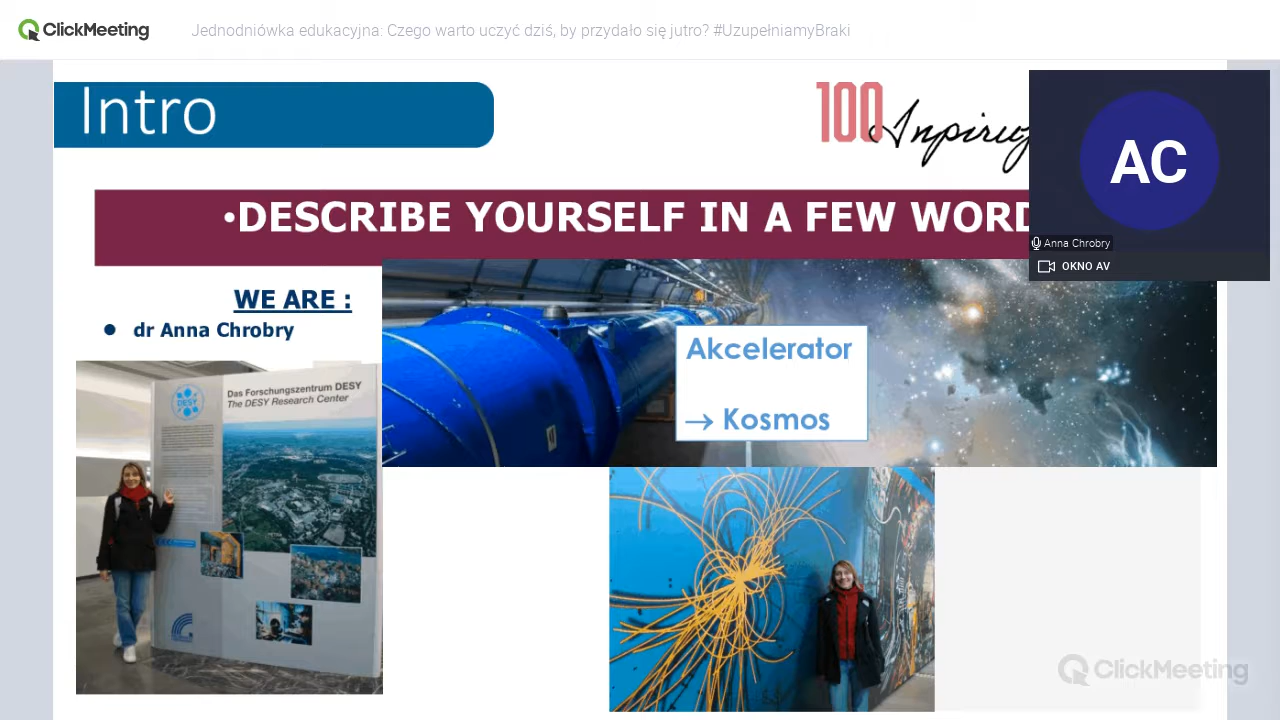 ClickMeeting
Jednodniówka edukacyjna: Czego warto uczyć dziś, by przydało się jutro? #UzupełniamyBraki
Intro
100
AC
Anna Chrobry
OKNO AV
•DESCRIBE YOURSELF IN A FEW WORD
WE ARE :
● dr Anna Chrobry
Akcelerator
→ Kosmos
Das Forschungszentrum DESY
The DESY Research Center
DESY
ClickMeeting